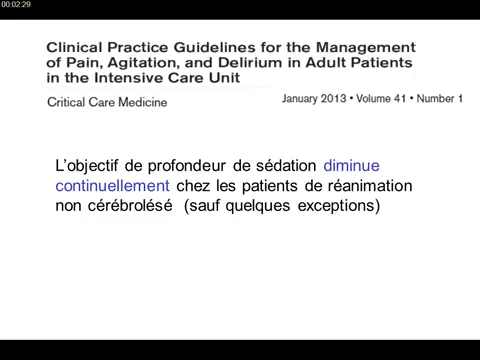 00:02:29
Clinical Practice Guidelines for the Management
of Pain, Agitation, and Delirium in Adult Patients
in the Intensive Care Unit
Critical Care Medicine
January 2013 • Volume 41 • Number 1
L’objectif de profondeur de sédation diminue
continuellement chez les patients de réanimation
non cérébrolésé (sauf quelques exceptions)